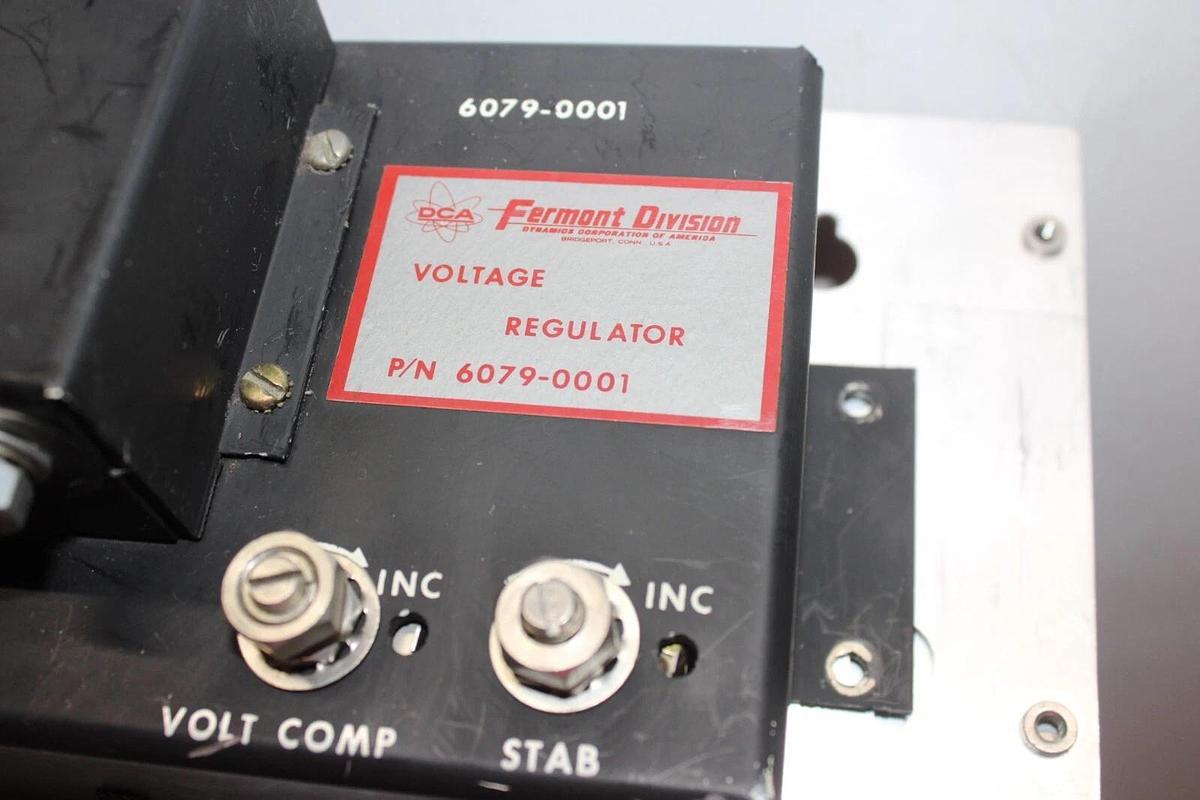 6079-0001
DCA Fermont Division
DYNAMICS CORPORATION OF AMERICA
BRIDGEPORT, CONN., U.S.A.
VOLTAGE
REGULATOR
P/N 6079-0001
INC
INC
VOLT COMP
STAB